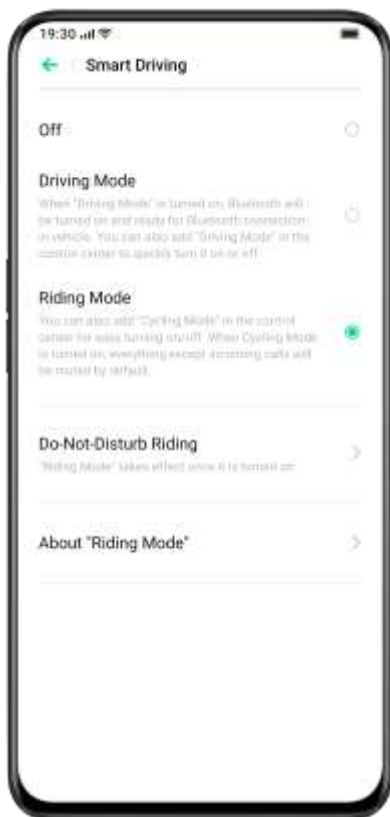 19:30
Smart Driving
Off
Driving Mode
When "Driving Mode" is turned on, Bluetooth will
be turned on and ready for Bluetooth connection
in vehicle. You can also add "Driving Mode" in the
control center to quickly turn it on or off.
Riding Mode
You can also add "Cycling Mode" in the control
center for easy turning on/off. When Cycling Mode
is turned on, everything except incoming calls will
be muted by default.
Do-Not-Disturb Riding
"Riding Mode" takes effect once it is turned on
About "Riding Mode"